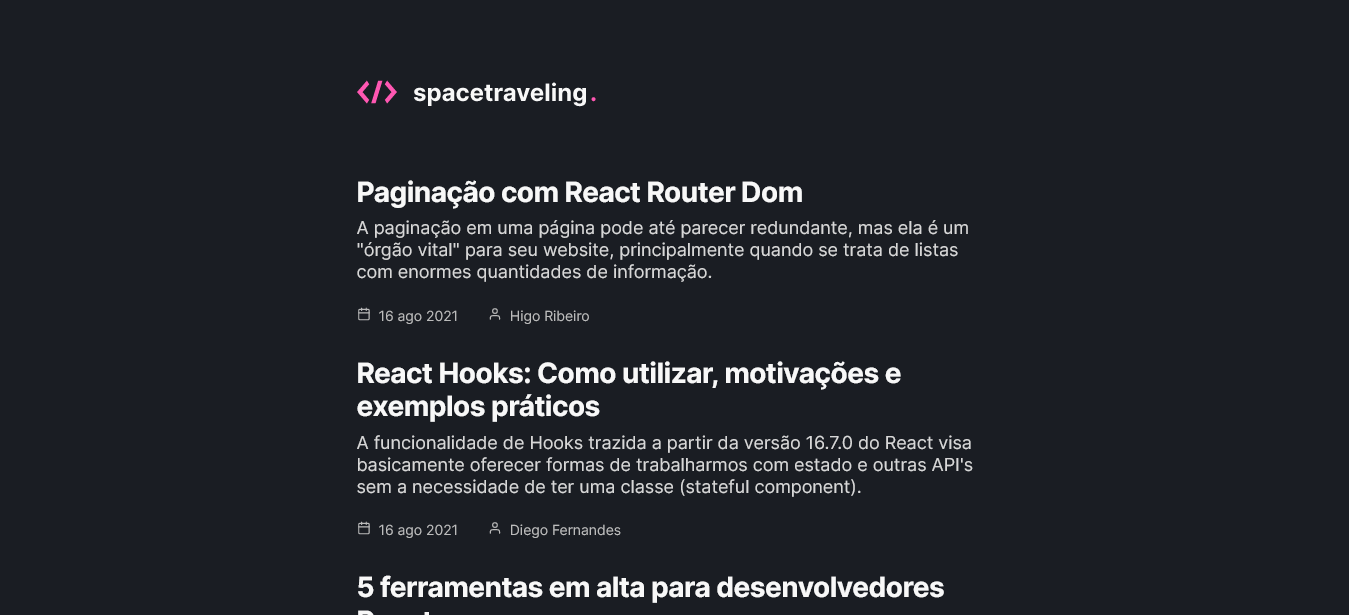 </> spacetraveling.
Paginação com React Router Dom
A paginação em uma página pode até parecer redundante, mas ela é um
"órgão vital" para seu website, principalmente quando se trata de listas
com enormes quantidades de informação.
16 ago 2021 Higo Ribeiro
React Hooks: Como utilizar, motivações e
exemplos práticos
A funcionalidade de Hooks trazida a partir da versão 16.7.0 do React visa
basicamente oferecer formas de trabalharmos com estado e outras API's
sem a necessidade de ter uma classe (stateful component).
16 ago 2021 Diego Fernandes
5 ferramentas em alta para desenvolvedores